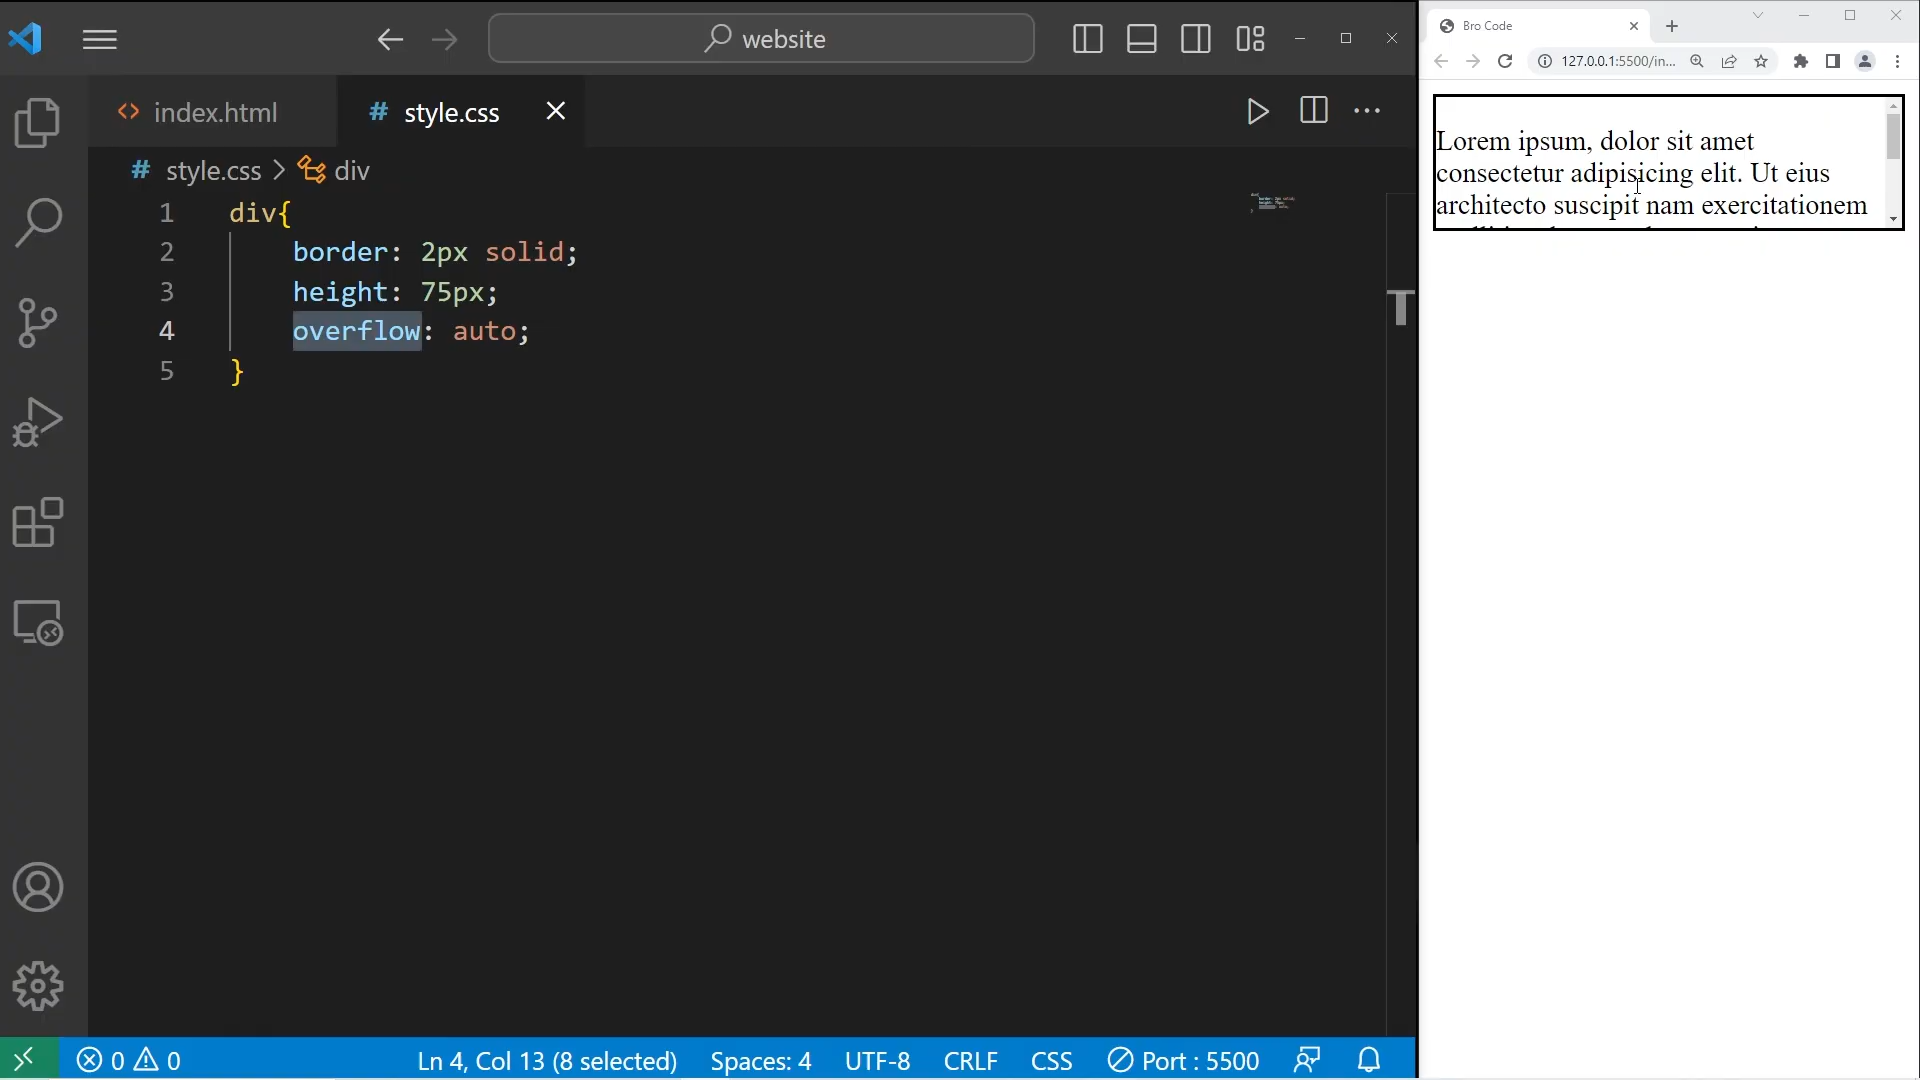 website
index.html
# style.css
# style.css > div
1 div{
2 border: 2px solid;
3 height: 75px;
4 overflow: auto;
5 }
0 0 Ln 4, Col 13 (8 selected) Spaces: 4 UTF-8 CRLF CSS Port : 5500
Bro Code
127.0.0.1:5500/in...
Lorem ipsum, dolor sit amet
consectetur adipisicing elit. Ut eius
architecto suscipit nam exercitationem